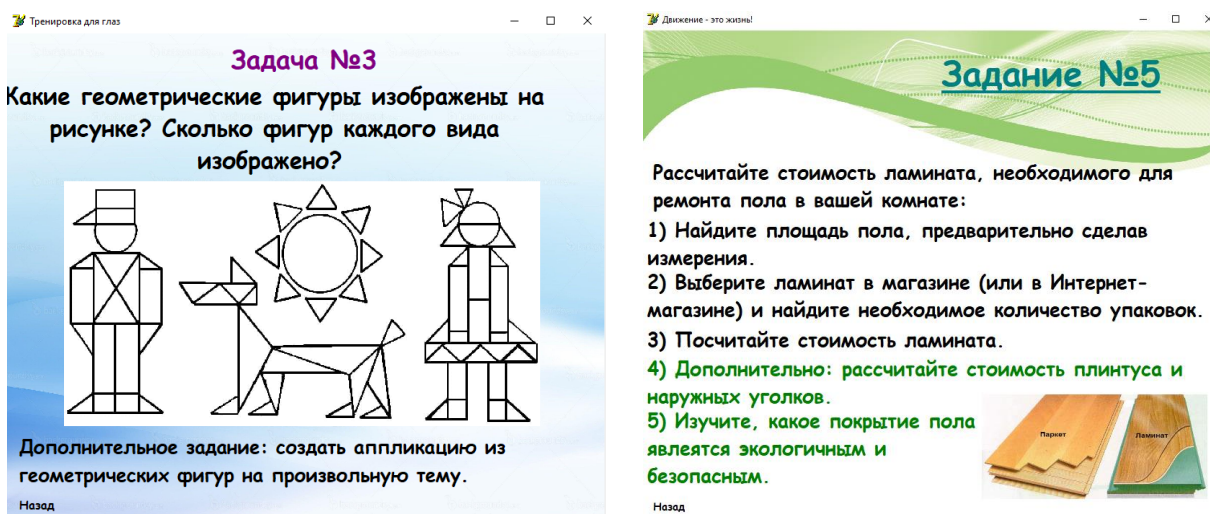 Тренировка для глаз
Задача №3
Какие геометрические фигуры изображены на
рисунке? Сколько фигур каждого вида
изображено?
Дополнительное задание: создать аппликацию из
геометрических фигур на произвольную тему.
Назад
Движение - это жизнь!
Задание №5
Рассчитайте стоимость ламината, необходимого для
ремонта пола в вашей комнате:
1) Найдите площадь пола, предварительно сделав
измерения.
2) Выберите ламинат в магазине (или в Интернет-
магазине) и найдите необходимое количество упаковок.
3) Посчитайте стоимость ламината.
4) Дополнительно: рассчитайте стоимость плинтуса и
наружных уголков.
5) Изучите, какое покрытие пола
явлеятся экологичным и
безопасным.
Паркет
Ламинат
Назад